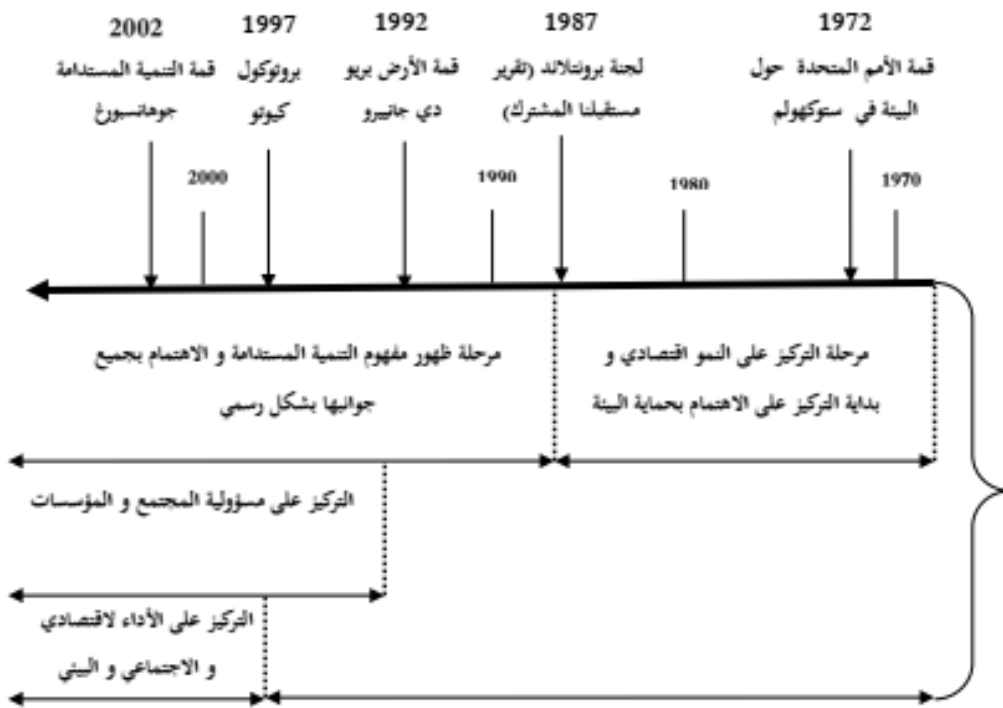 1972
قمة الأمم المتحدة حول
البيئة في ستوكهولم
1987
لجنة برونتلاند (تقرير
مستقبلنا المشترك)
1992
قمة الأرض بريو
دي جانييرو
1997
بروتوكول
كيوتو
2002
قمة التنمية المستدامة
جوهانسبورغ
1970
1980
1990
2000
مرحلة التركيز على النمو اقتصادي و
بداية التركيز على الاهتمام بحماية البيئة
مرحلة ظهور مفهوم التنمية المستدامة و الاهتمام بجميع
جوانبها بشكل رسمي
التركيز على مسؤولية المجتمع و المؤسسات
التركيز على الأداء لاقتصادي
و الاجتماعي و البيئي